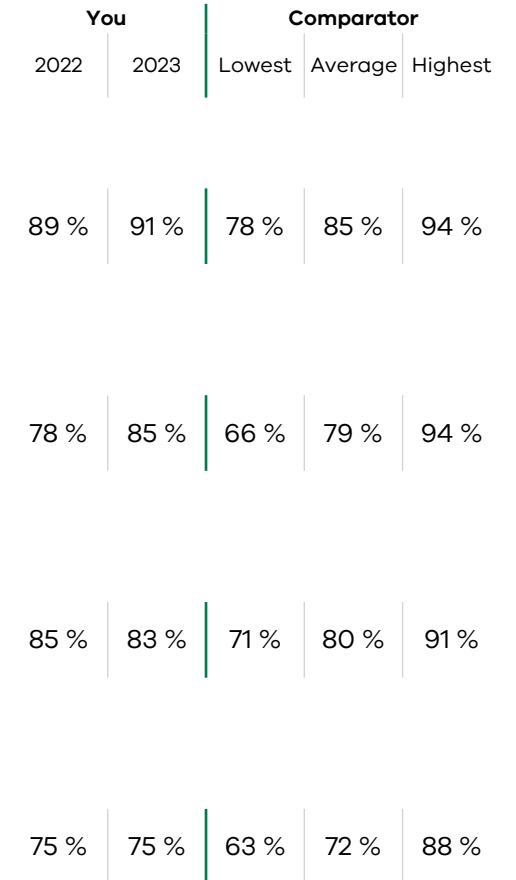 You Comparator
2022 2023 Lowest Average Highest
89 % 91 % 78 % 85 % 94 %
78 % 85 % 66 % 79 % 94 %
85 % 83 % 71 % 80 % 91 %
75 % 75 % 63 % 72 % 88 %